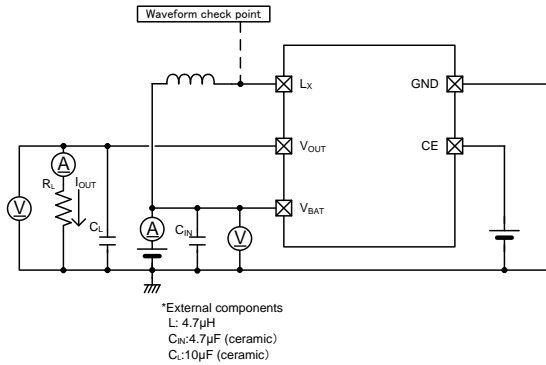 Waveform check point
LX
GND
VOUT
CE
A
RL
IOUT
V
CL
VBAT
A
CIN
V
*External components
L: 4.7μH
CIN:4.7μF (ceramic）
CL:10μF (ceramic）